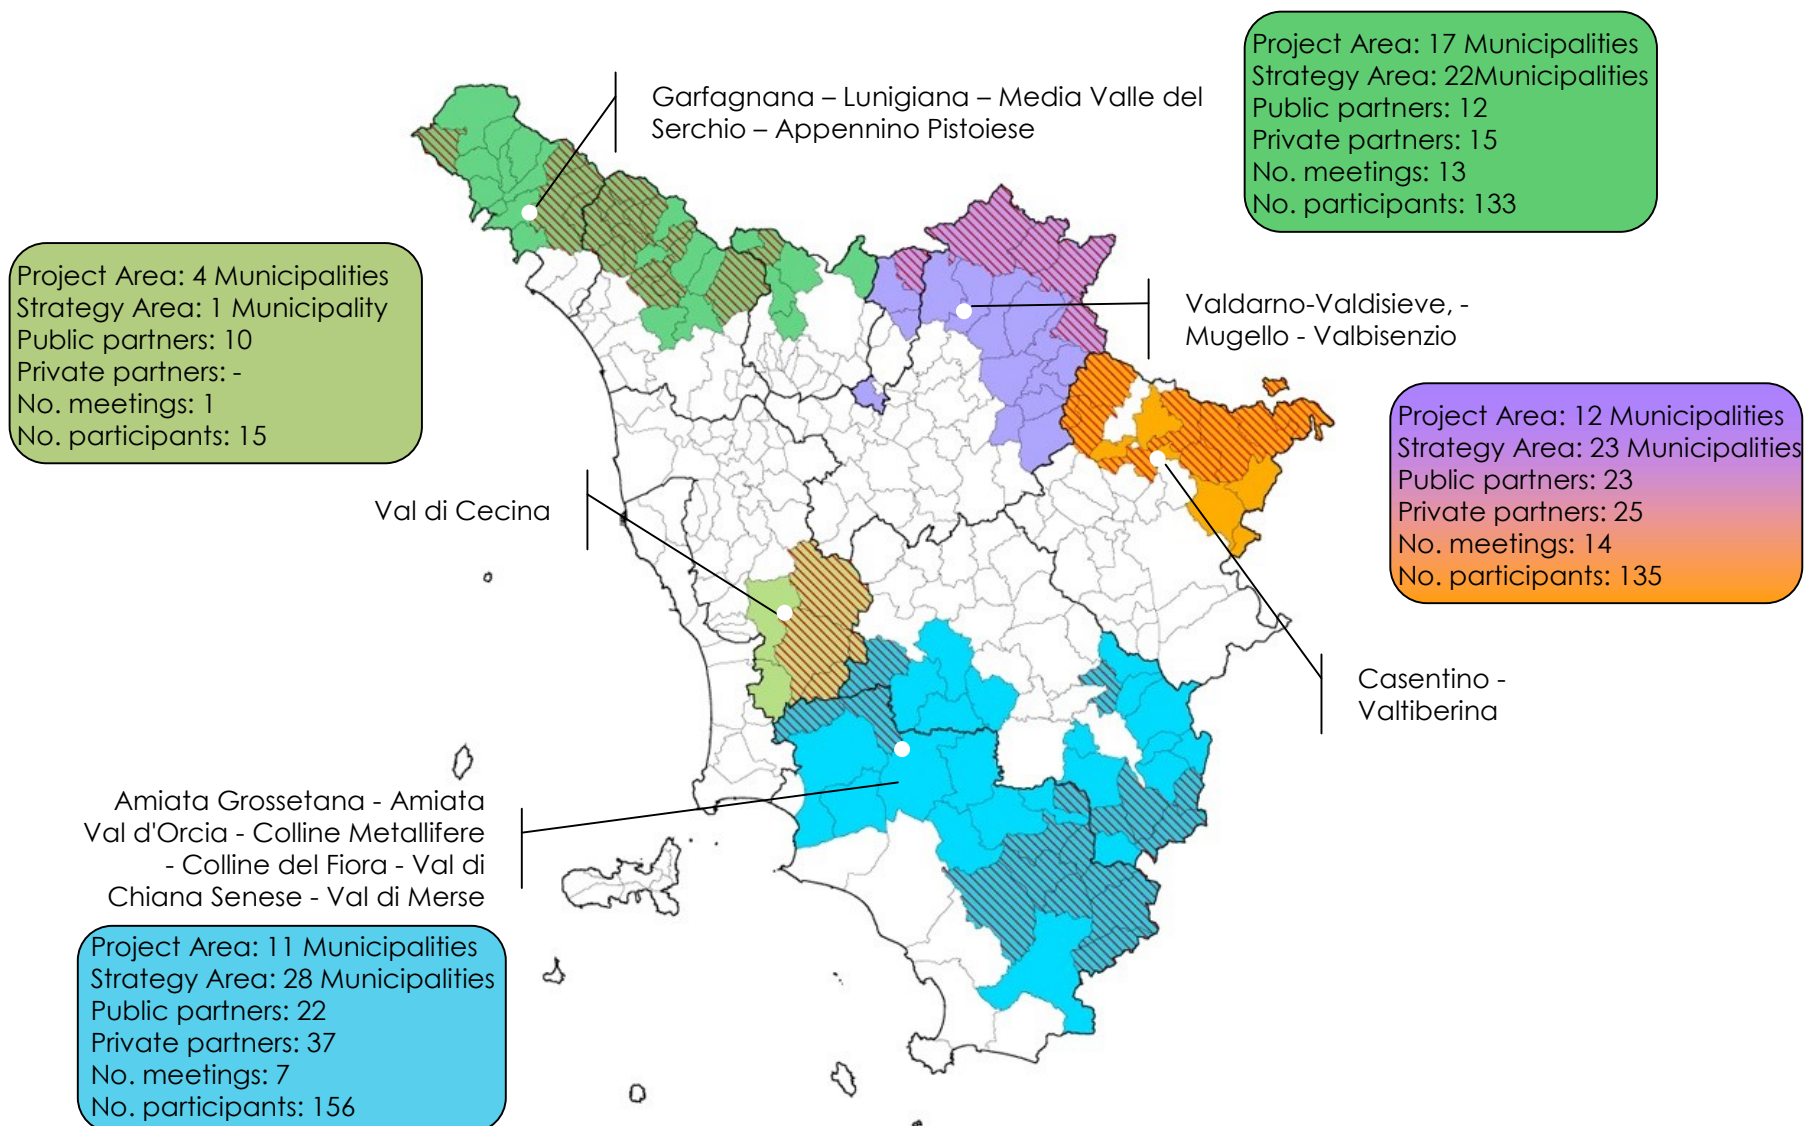 Project Area: 17 Municipalities
Strategy Area: 22Municipalities
Public partners: 12
Private partners: 15
No. meetings: 13
No. participants: 133
Garfagnana – Lunigiana – Media Valle del
Serchio – Appennino Pistoiese
Project Area: 4 Municipalities
Strategy Area: 1 Municipality
Public partners: 10
Private partners: -
No. meetings: 1
No. participants: 15
Valdarno-Valdisieve, -
Mugello - Valbisenzio
Project Area: 12 Municipalities
Strategy Area: 23 Municipalities
Public partners: 23
Private partners: 25
No. meetings: 14
No. participants: 135
Val di Cecina
Casentino -
Valtiberina
Amiata Grossetana - Amiata
Val d'Orcia - Colline Metallifere
- Colline del Fiora - Val di
Chiana Senese - Val di Merse
Project Area: 11 Municipalities
Strategy Area: 28 Municipalities
Public partners: 22
Private partners: 37
No. meetings: 7
No. participants: 156